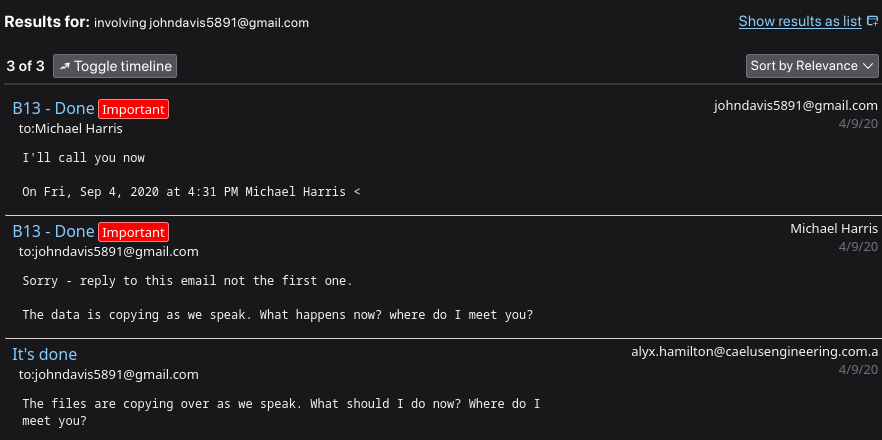 Results for: involving johndavis5891@gmail.com
Show results as list
3 of 3 Toggle timeline
Sort by Relevance
B13 - Done Important
johndavis5891@gmail.com
to:Michael Harris
4/9/20
I'll call you now
On Fri, Sep 4, 2020 at 4:31 PM Michael Harris <
B13 - Done Important
Michael Harris
to:johndavis5891@gmail.com
4/9/20
Sorry - reply to this email not the first one.
The data is copying as we speak. What happens now? where do I meet you?
It's done
alyx.hamilton@caelusengineering.com.a
to:johndavis5891@gmail.com
4/9/20
The files are copying over as we speak. What should I do now? Where do I
meet you?